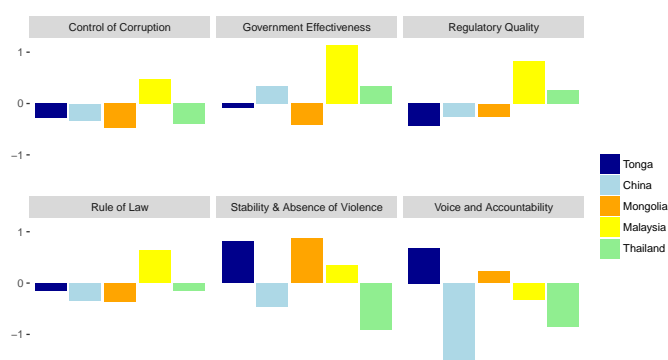 Control of Corruption Government Effectiveness Regulatory Quality
1
0
−1
Rule of Law Stability & Absence of Violence Voice and Accountability
1
0
−1
Tonga
China
Mongolia
Malaysia
Thailand